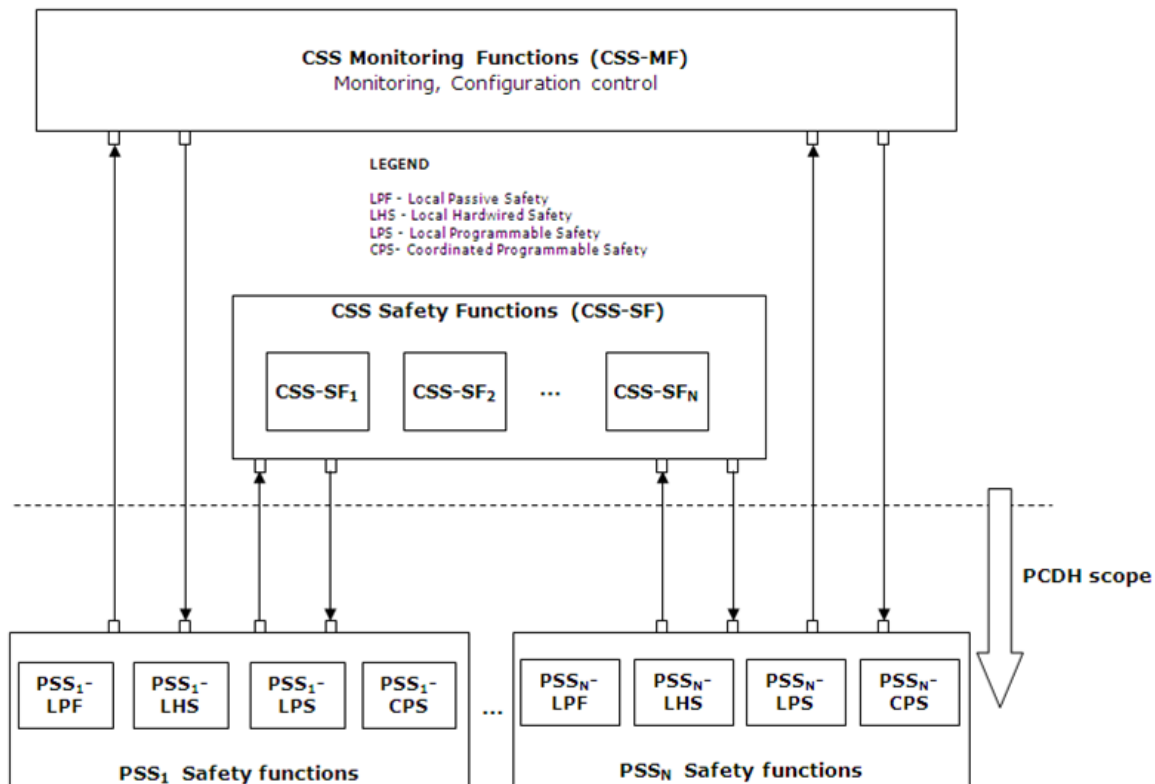 CSS Monitoring Functions (CSS-MF)
Monitoring, Configuration control
LEGEND
LPF - Local Passive Safety
LHS - Local Hardwired Safety
LPS - Local Programmable Safety
CPS- Coordinated Programmable Safety
CSS Safety Functions (CSS-SF)
CSS-SF₁
CSS-SF₂
...
CSS-SFN
PCDH scope
PSS₁-
LPF
PSS₁-
LHS
PSS₁-
LPS
PSS₁-
CPS
PSS₁ Safety functions
...
PSSN-
LPF
PSSN-
LHS
PSSN-
LPS
PSSN-
CPS
PSSN Safety functions